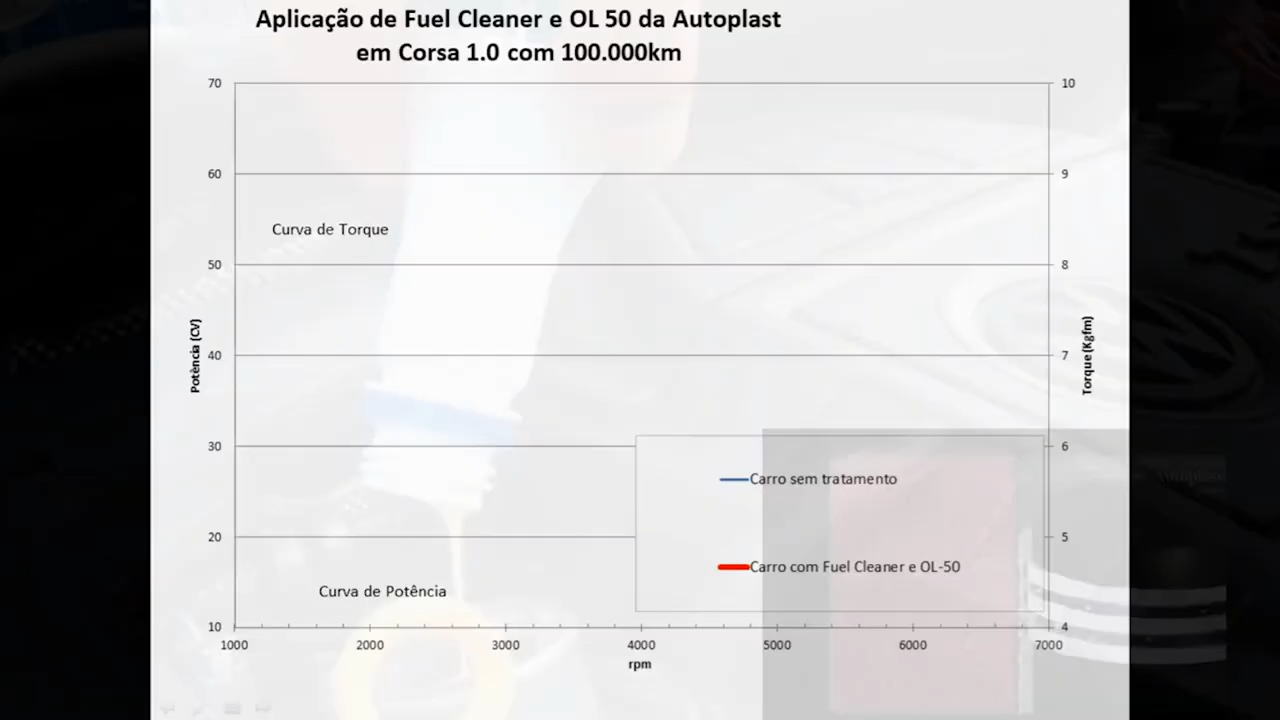 Aplicação de Fuel Cleaner e OL 50 da Autoplast
em Corsa 1.0 com 100.000km
70
10
60
9
Curva de Torque
50
8
Potència (CV)
40
7
Torque (Kgfm)
30
6
Carro sem tratamento
20
5
Carro com Fuel Cleaner e OL-50
Curva de Potência
10
4
1000
2000
3000
4000
5000
6000
7000
rpm